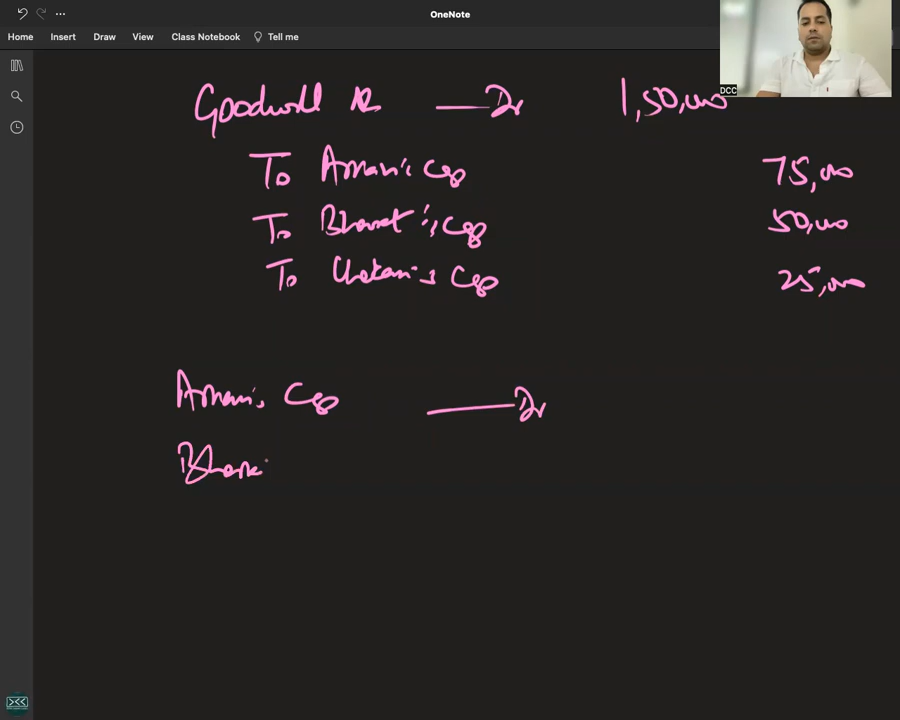 OneNote
Home Insert Draw View Class Notebook Tell me
DCC
Goodwill A/c Dr 1,50,000
To Aman's Cap 75,000
To Bharat's Cap 50,000
To Chetan's Cap 25,000
Aman's Cap Dr
Bhara